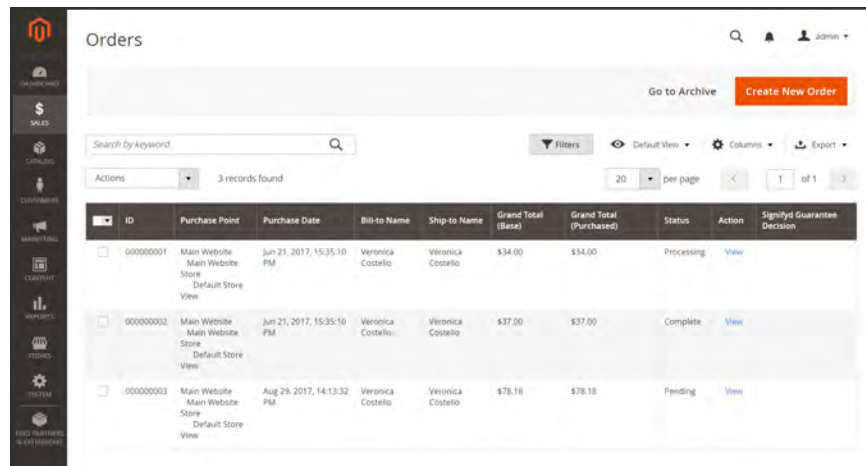 Orders
admin
DASHBOARD
$
SALES
CATALOG
CUSTOMERS
MARKETING
CONTENT
REPORTS
STORES
SYSTEM
FIND PARTNERS
& EXTENSIONS
Go to Archive
Create New Order
Search by keyword
Filters
Default View
Columns
Export
Actions
3 records found
20
per page
1
of 1
ID
Purchase Point
Purchase Date
Bill-to Name
Ship-to Name
Grand Total
(Base)
Grand Total
(Purchased)
Status
Action
Signifyd Guarantee
Decision
000000001
Main Website
Main Website
Store
Default Store
View
Jun 21, 2017, 15:35:10
PM
Veronica
Costello
Veronica
Costello
$34.00
$34.00
Processing
View
000000002
Main Website
Main Website
Store
Default Store
View
Jun 21, 2017, 15:35:10
PM
Veronica
Costello
Veronica
Costello
$37.00
$37.00
Complete
View
000000003
Main Website
Main Website
Store
Default Store
View
Aug 29, 2017, 14:13:32
PM
Veronica
Costello
Veronica
Costello
$78.18
$78.18
Pending
View